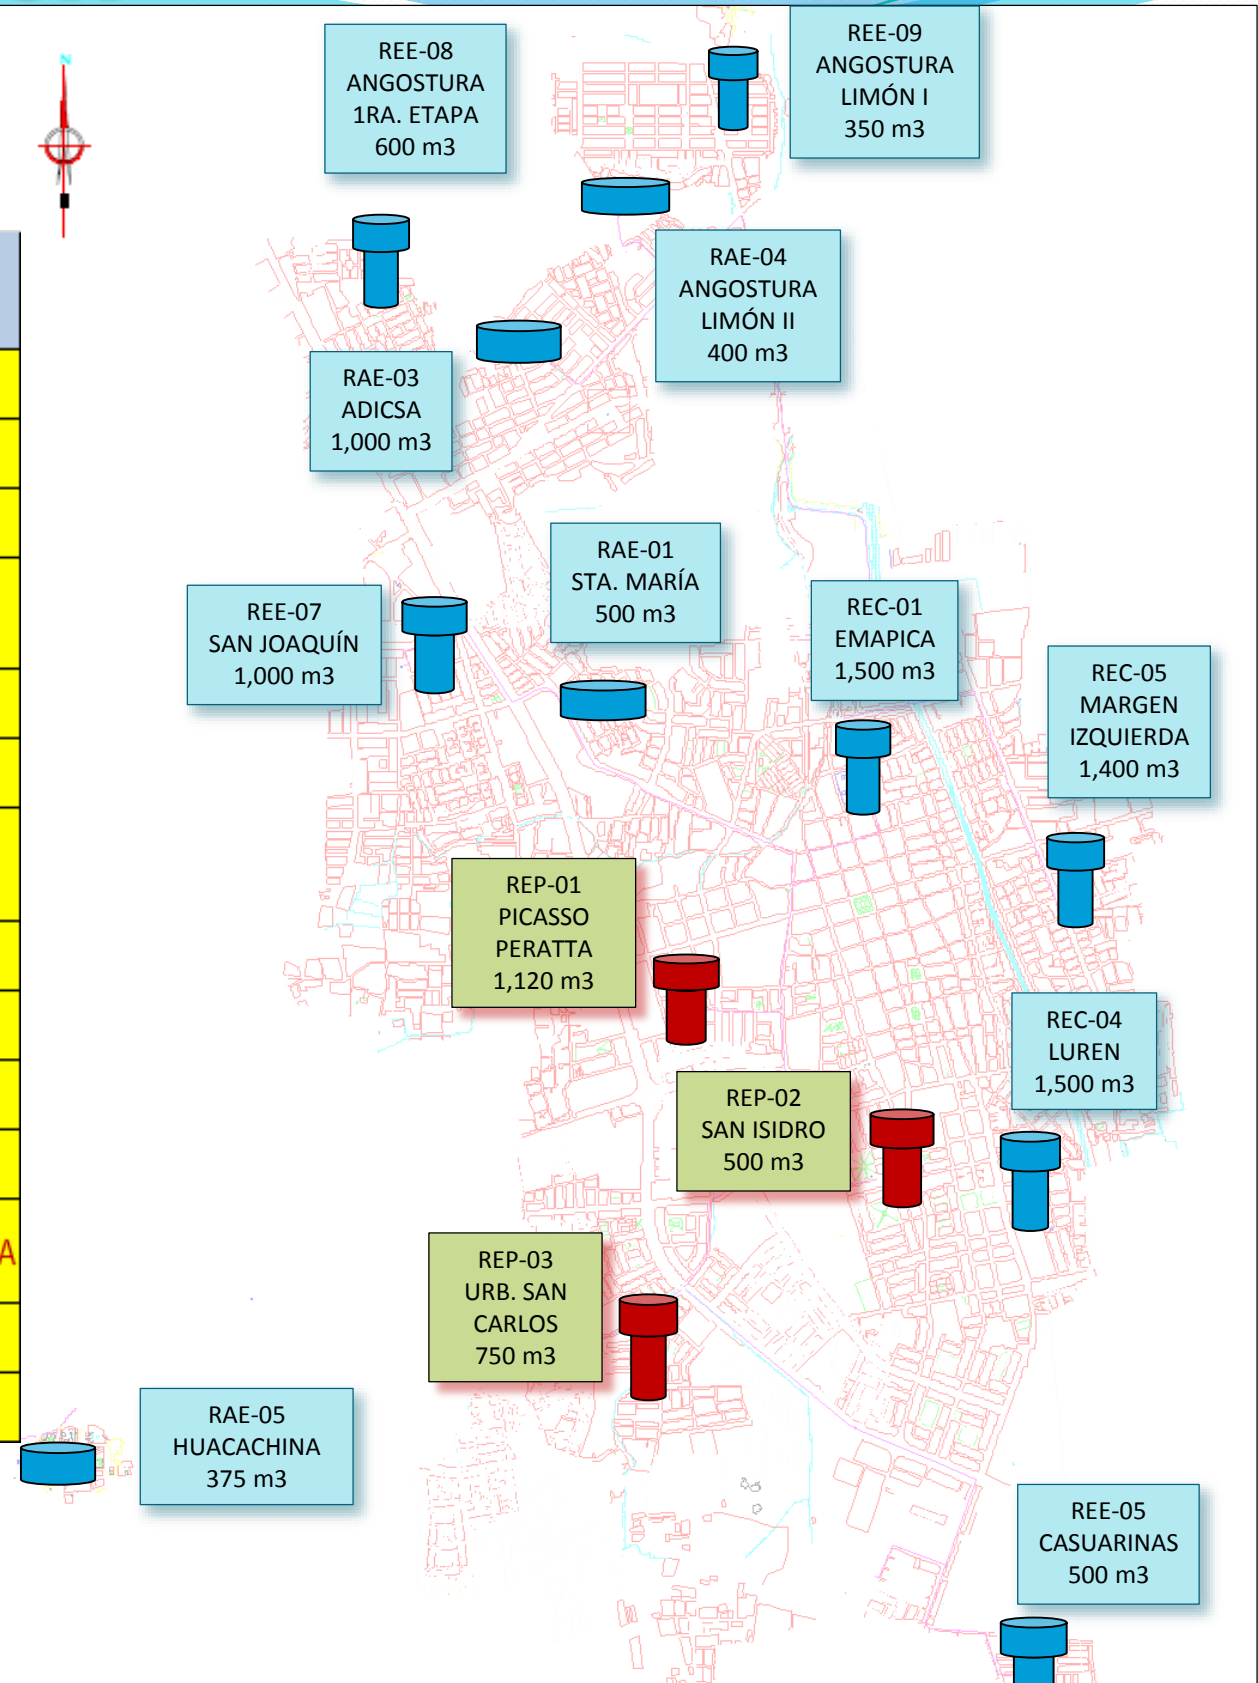 N
REE-08
ANGOSTURA
1RA. ETAPA
600 m3
REE-09
ANGOSTURA
LIMÓN I
350 m3
RAE-04
ANGOSTURA
LIMÓN II
400 m3
RAE-03
ADICSA
1,000 m3
RAE-01
STA. MARÍA
500 m3
REE-07
SAN JOAQUÍN
1,000 m3
REC-01
EMAPICA
1,500 m3
REC-05
MARGEN
IZQUIERDA
1,400 m3
REP-01
PICASSO
PERATTA
1,120 m3
REC-04
LUREN
1,500 m3
REP-02
SAN ISIDRO
500 m3
A
REP-03
URB. SAN
CARLOS
750 m3
RAE-05
HUACACHINA
375 m3
REE-05
CASUARINAS
500 m3